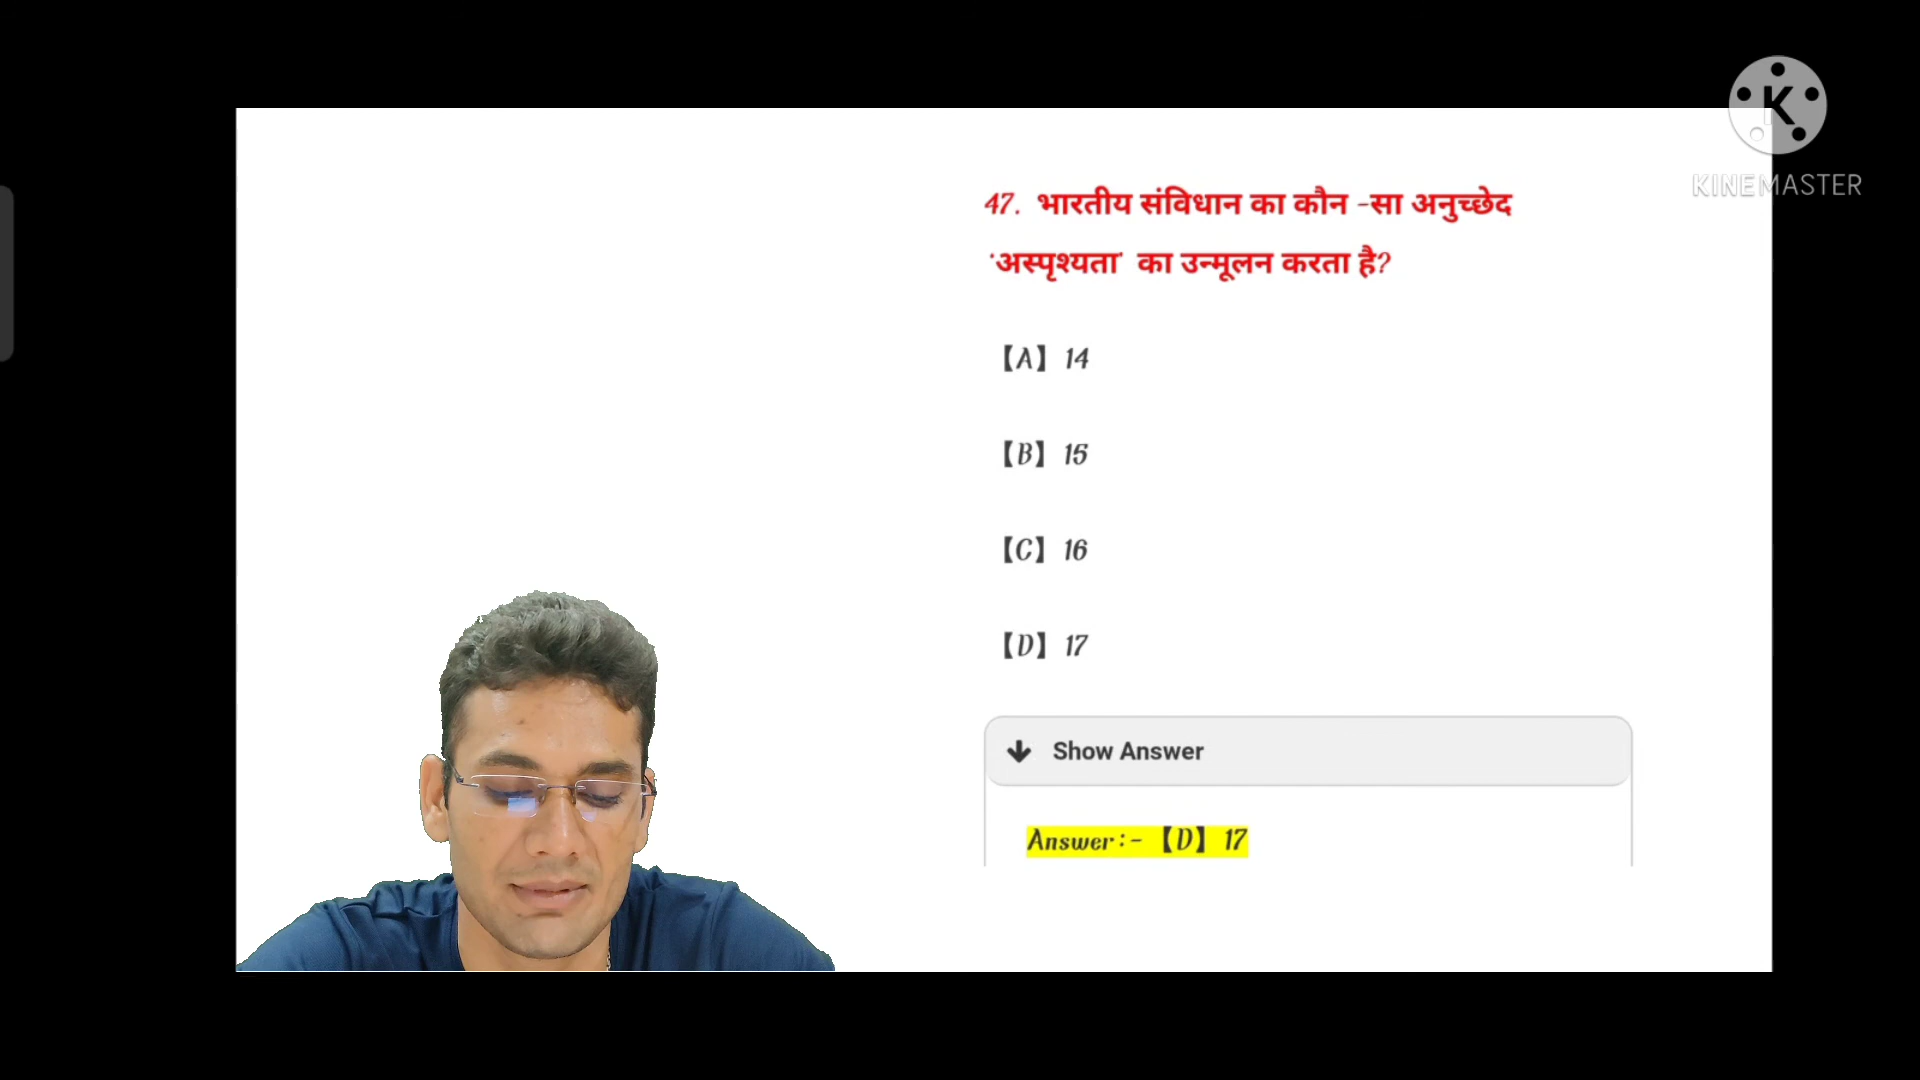 K
KINEMASTER
47. भारतीय संविधान का कौन -सा अनुच्छेद
'अस्पृश्यता' का उन्मूलन करता है?
【A】 14
【B】 15
【C】 16
【D】 17
Show Answer
Answer:- 【D】 17